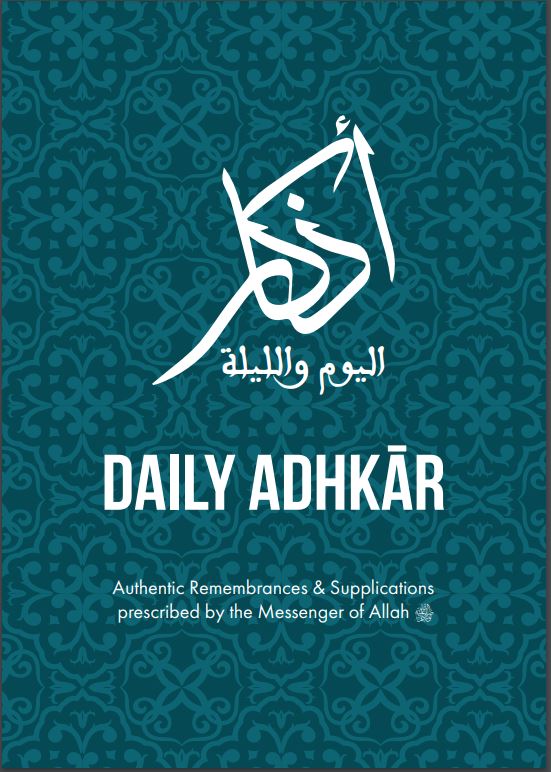 أذكار
اليوم والليلة
DAILY ADHKĀR
Authentic Remembrances & Supplications
prescribed by the Messenger of Allah ﷺ